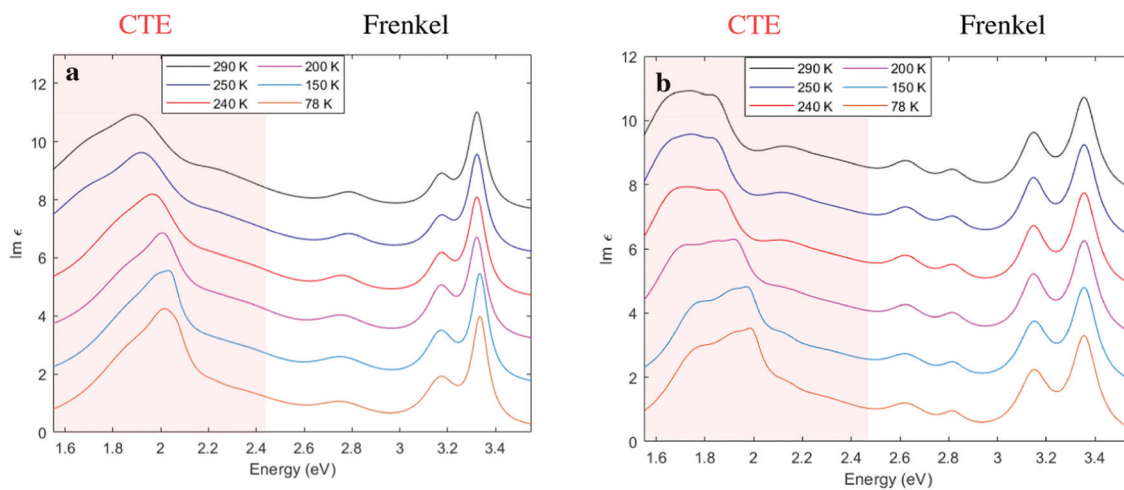 CTE Frenkel
a
290 K 200 K
250 K 150 K
240 K 78 K
12
10
8
6
4
2
0
Im ϵ
1.6 1.8 2 2.2 2.4 2.6 2.8 3 3.2 3.4
Energy (eV)
CTE Frenkel
b
290 K 200 K
250 K 150 K
240 K 78 K
12
10
8
6
4
2
0
Im ϵ
1.6 1.8 2 2.2 2.4 2.6 2.8 3 3.2 3.4
Energy (eV)